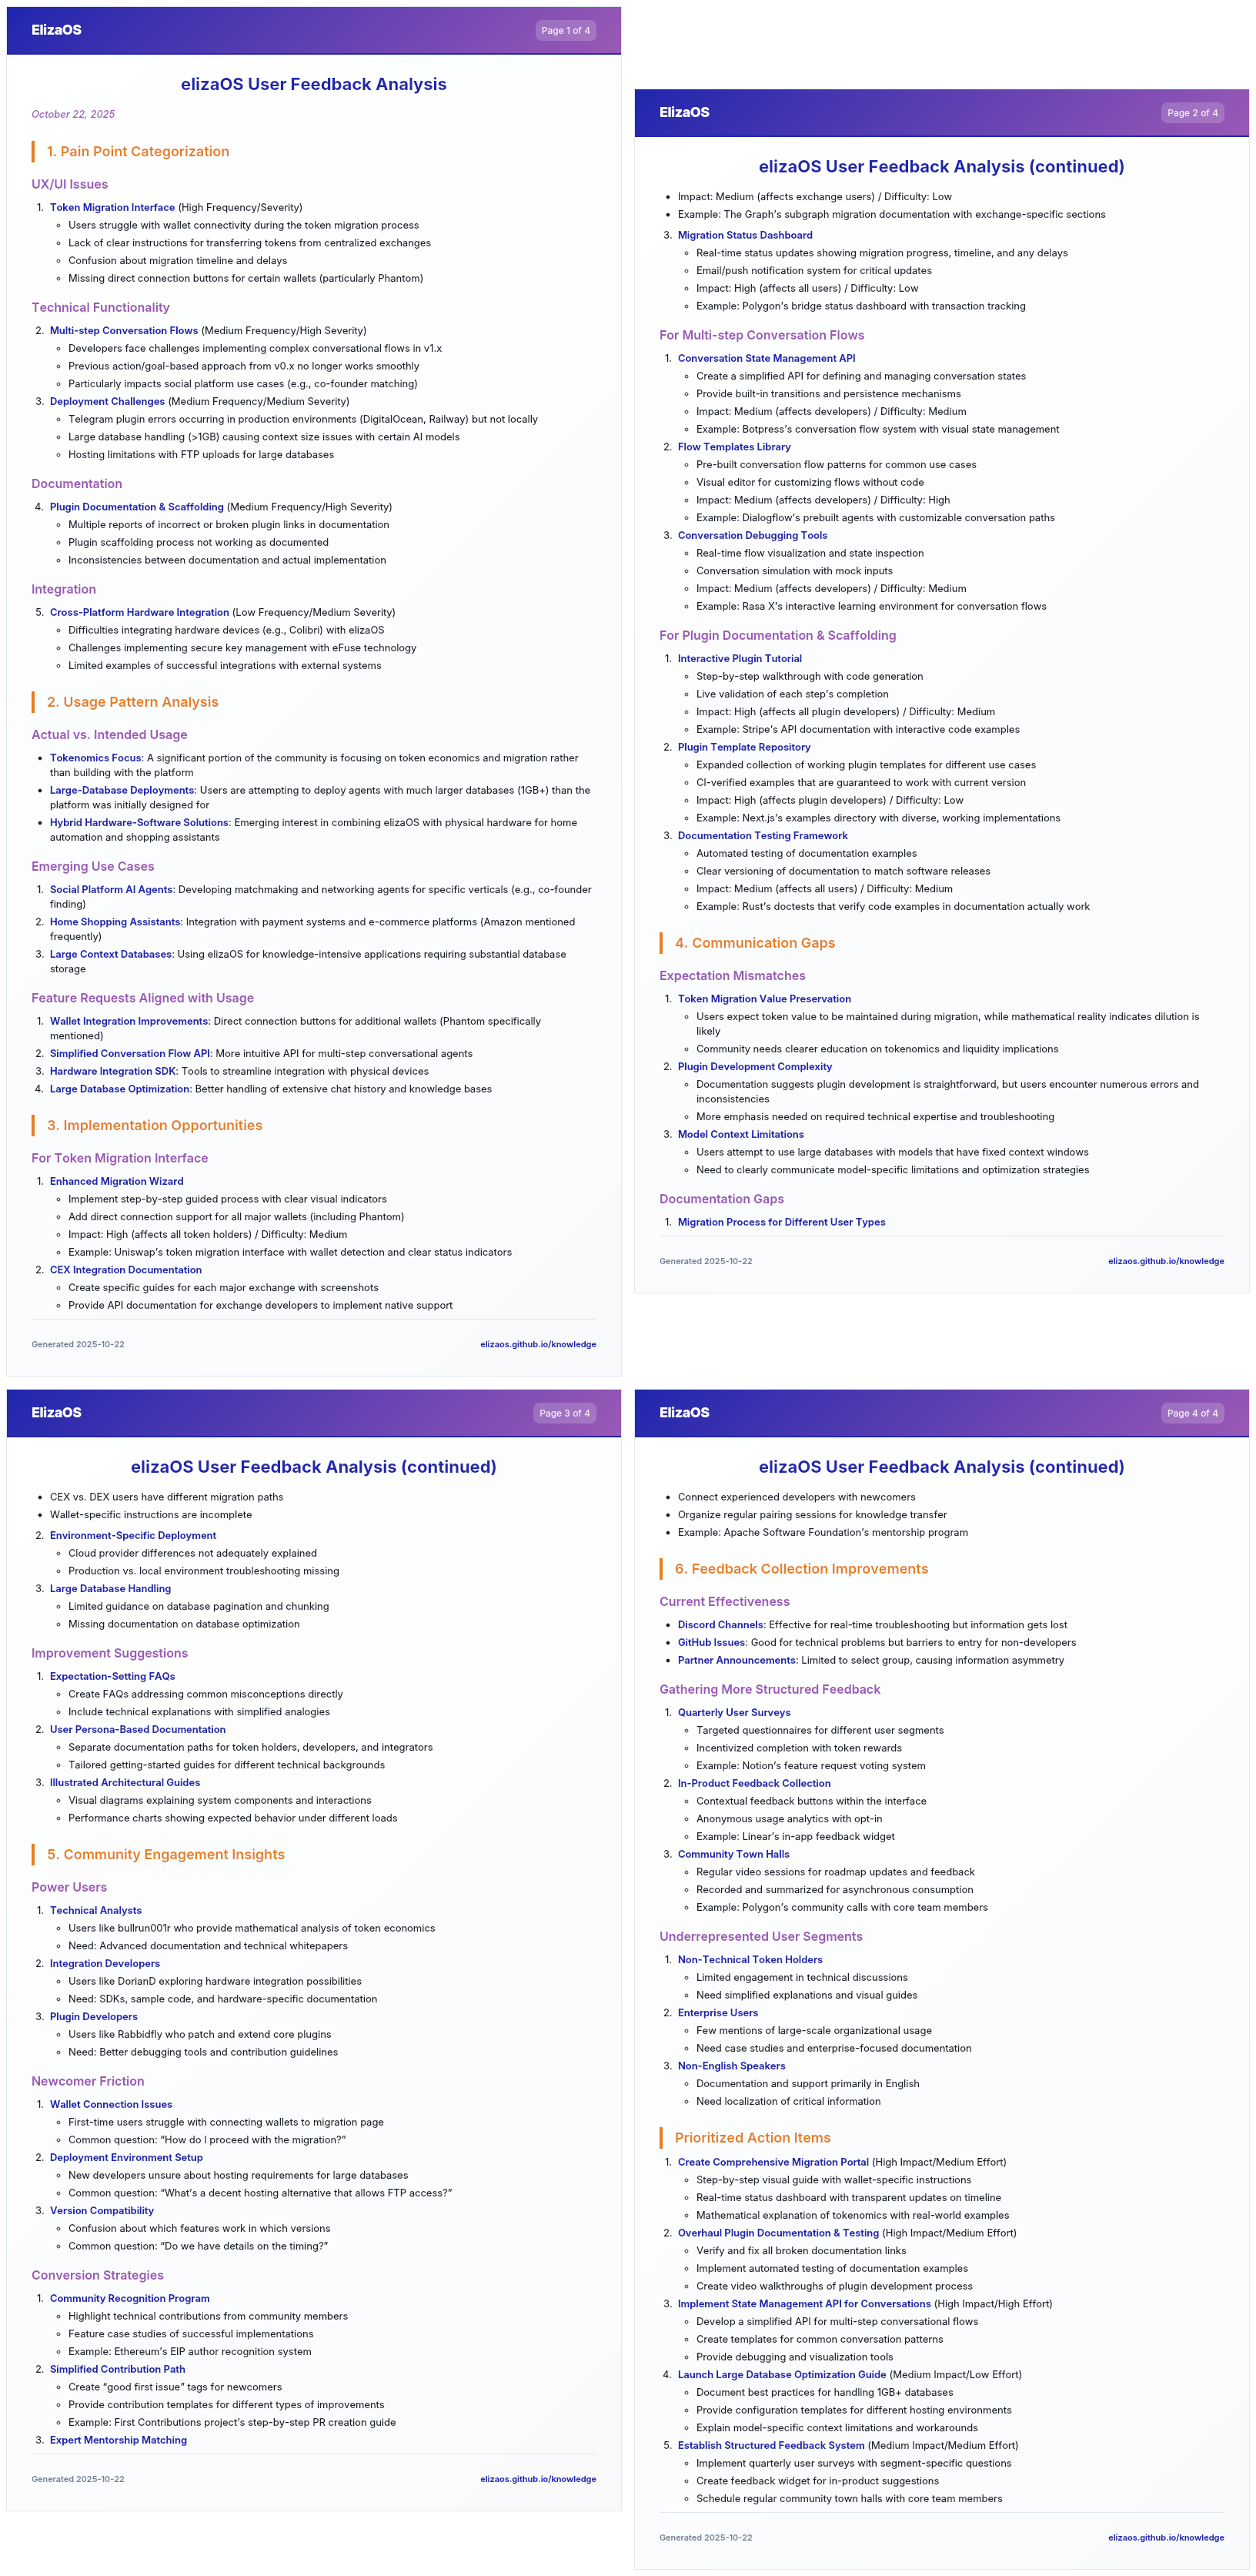 ElizaOS
Page 1 of 4
elizaOS User Feedback Analysis
October 22, 2025
1. Pain Point Categorization
UX/UI Issues
1. Token Migration Interface (High Frequency/Severity)
◦ Users struggle with wallet connectivity during the token migration process
◦ Lack of clear instructions for transferring tokens from centralized exchanges
◦ Confusion about migration timeline and delays
◦ Missing direct connection buttons for certain wallets (particularly Phantom)
Technical Functionality
2. Multi-step Conversation Flows (Medium Frequency/High Severity)
◦ Developers face challenges implementing complex conversational flows in v1.x
◦ Previous action/goal-based approach from v0.x no longer works smoothly
◦ Particularly impacts social platform use cases (e.g., co-founder matching)
3. Deployment Challenges (Medium Frequency/Medium Severity)
◦ Telegram plugin errors occurring in production environments (DigitalOcean, Railway) but not locally
◦ Large database handling (>1GB) causing context size issues with certain AI models
◦ Hosting limitations with FTP uploads for large databases
Documentation
4. Plugin Documentation & Scaffolding (Medium Frequency/High Severity)
◦ Multiple reports of incorrect or broken plugin links in documentation
◦ Plugin scaffolding process not working as documented
◦ Inconsistencies between documentation and actual implementation
Integration
5. Cross-Platform Hardware Integration (Low Frequency/Medium Severity)
◦ Difficulties integrating hardware devices (e.g., Colibri) with elizaOS
◦ Challenges implementing secure key management with eFuse technology
◦ Limited examples of successful integrations with external systems
2. Usage Pattern Analysis
Actual vs. Intended Usage
• Tokenomics Focus: A significant portion of the community is focusing on token economics and migration rather
than building with the platform
• Large-Database Deployments: Users are attempting to deploy agents with much larger databases (1GB+) than the
platform was initially designed for
• Hybrid Hardware-Software Solutions: Emerging interest in combining elizaOS with physical hardware for home
automation and shopping assistants
Emerging Use Cases
1. Social Platform AI Agents: Developing matchmaking and networking agents for specific verticals (e.g., co-founder
finding)
2. Home Shopping Assistants: Integration with payment systems and e-commerce platforms (Amazon mentioned
frequently)
3. Large Context Databases: Using elizaOS for knowledge-intensive applications requiring substantial database
storage
Feature Requests Aligned with Usage
1. Wallet Integration Improvements: Direct connection buttons for additional wallets (Phantom specifically
mentioned)
2. Simplified Conversation Flow API: More intuitive API for multi-step conversational agents
3. Hardware Integration SDK: Tools to streamline integration with physical devices
4. Large Database Optimization: Better handling of extensive chat history and knowledge bases
3. Implementation Opportunities
For Token Migration Interface
1. Enhanced Migration Wizard
◦ Implement step-by-step guided process with clear visual indicators
◦ Add direct connection support for all major wallets (including Phantom)
◦ Impact: High (affects all token holders) / Difficulty: Medium
◦ Example: Uniswap's token migration interface with wallet detection and clear status indicators
2. CEX Integration Documentation
◦ Create specific guides for each major exchange with screenshots
◦ Provide API documentation for exchange developers to implement native support
Generated 2025-10-22
elizaos.github.io/knowledge
ElizaOS
Page 2 of 4
elizaOS User Feedback Analysis (continued)
• Impact: Medium (affects exchange users) / Difficulty: Low
• Example: The Graph's subgraph migration documentation with exchange-specific sections
3. Migration Status Dashboard
◦ Real-time status updates showing migration progress, timeline, and any delays
◦ Email/push notification system for critical updates
◦ Impact: High (affects all users) / Difficulty: Low
◦ Example: Polygon's bridge status dashboard with transaction tracking
For Multi-step Conversation Flows
1. Conversation State Management API
◦ Create a simplified API for defining and managing conversation states
◦ Provide built-in transitions and persistence mechanisms
◦ Impact: Medium (affects developers) / Difficulty: Medium
◦ Example: Botpress's conversation flow system with visual state management
2. Flow Templates Library
◦ Pre-built conversation flow patterns for common use cases
◦ Visual editor for customizing flows without code
◦ Impact: Medium (affects developers) / Difficulty: High
◦ Example: Dialogflow's prebuilt agents with customizable conversation paths
3. Conversation Debugging Tools
◦ Real-time flow visualization and state inspection
◦ Conversation simulation with mock inputs
◦ Impact: Medium (affects developers) / Difficulty: Medium
◦ Example: Rasa X's interactive learning environment for conversation flows
For Plugin Documentation & Scaffolding
1. Interactive Plugin Tutorial
◦ Step-by-step walkthrough with code generation
◦ Live validation of each step's completion
◦ Impact: High (affects all plugin developers) / Difficulty: Medium
◦ Example: Stripe's API documentation with interactive code examples
2. Plugin Template Repository
◦ Expanded collection of working plugin templates for different use cases
◦ CI-verified examples that are guaranteed to work with current version
◦ Impact: High (affects plugin developers) / Difficulty: Low
◦ Example: Next.js's examples directory with diverse, working implementations
3. Documentation Testing Framework
◦ Automated testing of documentation examples
◦ Clear versioning of documentation to match software releases
◦ Impact: Medium (affects all users) / Difficulty: Medium
◦ Example: Rust's doctests that verify code examples in documentation actually work
4. Communication Gaps
Expectation Mismatches
1. Token Migration Value Preservation
◦ Users expect token value to be maintained during migration, while mathematical reality indicates dilution is
likely
◦ Community needs clearer education on tokenomics and liquidity implications
2. Plugin Development Complexity
◦ Documentation suggests plugin development is straightforward, but users encounter numerous errors and
inconsistencies
◦ More emphasis needed on required technical expertise and troubleshooting
3. Model Context Limitations
◦ Users attempt to use large databases with models that have fixed context windows
◦ Need to clearly communicate model-specific limitations and optimization strategies
Documentation Gaps
1. Migration Process for Different User Types
Generated 2025-10-22
elizaos.github.io/knowledge
ElizaOS
Page 3 of 4
elizaOS User Feedback Analysis (continued)
• CEX vs. DEX users have different migration paths
• Wallet-specific instructions are incomplete
2. Environment-Specific Deployment
◦ Cloud provider differences not adequately explained
◦ Production vs. local environment troubleshooting missing
3. Large Database Handling
◦ Limited guidance on database pagination and chunking
◦ Missing documentation on database optimization
Improvement Suggestions
1. Expectation-Setting FAQs
◦ Create FAQs addressing common misconceptions directly
◦ Include technical explanations with simplified analogies
2. User Persona-Based Documentation
◦ Separate documentation paths for token holders, developers, and integrators
◦ Tailored getting-started guides for different technical backgrounds
3. Illustrated Architectural Guides
◦ Visual diagrams explaining system components and interactions
◦ Performance charts showing expected behavior under different loads
5. Community Engagement Insights
Power Users
1. Technical Analysts
◦ Users like bullrun001r who provide mathematical analysis of token economics
◦ Need: Advanced documentation and technical whitepapers
2. Integration Developers
◦ Users like DorianD exploring hardware integration possibilities
◦ Need: SDKs, sample code, and hardware-specific documentation
3. Plugin Developers
◦ Users like Rabbidfly who patch and extend core plugins
◦ Need: Better debugging tools and contribution guidelines
Newcomer Friction
1. Wallet Connection Issues
◦ First-time users struggle with connecting wallets to migration page
◦ Common question: “How do I proceed with the migration?”
2. Deployment Environment Setup
◦ New developers unsure about hosting requirements for large databases
◦ Common question: “What's a decent hosting alternative that allows FTP access?”
3. Version Compatibility
◦ Confusion about which features work in which versions
◦ Common question: “Do we have details on the timing?”
Conversion Strategies
1. Community Recognition Program
◦ Highlight technical contributions from community members
◦ Feature case studies of successful implementations
◦ Example: Ethereum's EIP author recognition system
2. Simplified Contribution Path
◦ Create “good first issue” tags for newcomers
◦ Provide contribution templates for different types of improvements
◦ Example: First Contributions project's step-by-step PR creation guide
3. Expert Mentorship Matching
Generated 2025-10-22
elizaos.github.io/knowledge
ElizaOS
Page 4 of 4
elizaOS User Feedback Analysis (continued)
• Connect experienced developers with newcomers
• Organize regular pairing sessions for knowledge transfer
• Example: Apache Software Foundation's mentorship program
6. Feedback Collection Improvements
Current Effectiveness
• Discord Channels: Effective for real-time troubleshooting but information gets lost
• GitHub Issues: Good for technical problems but barriers to entry for non-developers
• Partner Announcements: Limited to select group, causing information asymmetry
Gathering More Structured Feedback
1. Quarterly User Surveys
◦ Targeted questionnaires for different user segments
◦ Incentivized completion with token rewards
◦ Example: Notion's feature request voting system
2. In-Product Feedback Collection
◦ Contextual feedback buttons within the interface
◦ Anonymous usage analytics with opt-in
◦ Example: Linear's in-app feedback widget
3. Community Town Halls
◦ Regular video sessions for roadmap updates and feedback
◦ Recorded and summarized for asynchronous consumption
◦ Example: Polygon's community calls with core team members
Underrepresented User Segments
1. Non-Technical Token Holders
◦ Limited engagement in technical discussions
◦ Need simplified explanations and visual guides
2. Enterprise Users
◦ Few mentions of large-scale organizational usage
◦ Need case studies and enterprise-focused documentation
3. Non-English Speakers
◦ Documentation and support primarily in English
◦ Need localization of critical information
Prioritized Action Items
1. Create Comprehensive Migration Portal (High Impact/Medium Effort)
◦ Step-by-step visual guide with wallet-specific instructions
◦ Real-time status dashboard with transparent updates on timeline
◦ Mathematical explanation of tokenomics with real-world examples
2. Overhaul Plugin Documentation & Testing (High Impact/Medium Effort)
◦ Verify and fix all broken documentation links
◦ Implement automated testing of documentation examples
◦ Create video walkthroughs of plugin development process
3. Implement State Management API for Conversations (High Impact/High Effort)
◦ Develop a simplified API for multi-step conversational flows
◦ Create templates for common conversation patterns
◦ Provide debugging and visualization tools
4. Launch Large Database Optimization Guide (Medium Impact/Low Effort)
◦ Document best practices for handling 1GB+ databases
◦ Provide configuration templates for different hosting environments
◦ Explain model-specific context limitations and workarounds
5. Establish Structured Feedback System (Medium Impact/Medium Effort)
◦ Implement quarterly user surveys with segment-specific questions
◦ Create feedback widget for in-product suggestions
◦ Schedule regular community town halls with core team members
Generated 2025-10-22
elizaos.github.io/knowledge